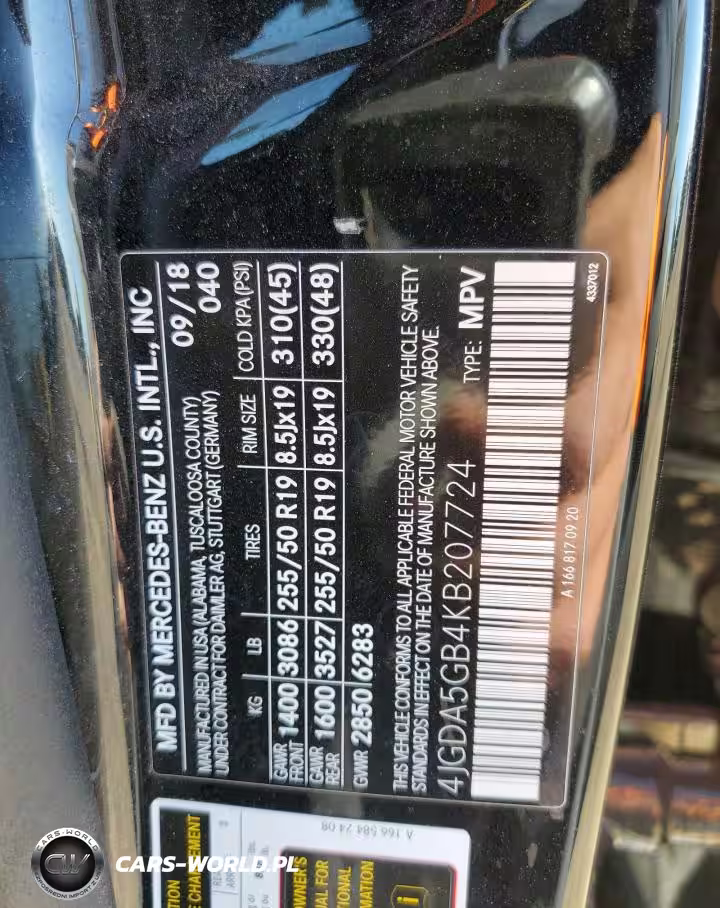 MFD BY MERCEDES-BENZ U.S. INTL., INC
MANUFACTURED IN USA (ALABAMA, TUSCALOOSA COUNTY) 09/18
UNDER CONTRACT FOR DAIMLER AG, STUTTGART (GERMANY) 040
KG LB TIRES RIM SIZE COLD KPA (PSI)
GAWR FRONT 1400 3086 255/50 R19 8.5Jx19 310(45)
GAWR REAR 1600 3527 255/50 R19 8.5Jx19 330(48)
GWR 2850 6283
THIS VEHICLE CONFORMS TO ALL APPLICABLE FEDERAL MOTOR VEHICLE SAFETY
STANDARDS IN EFFECT ON THE DATE OF MANUFACTURE SHOWN ABOVE.
4JGDA5GB4KB207724 TYPE: MPV
A 166 817 09 20 4337012
A 166 584 24 08
CARS-WORLD
CW
CARS-WORLD.PL